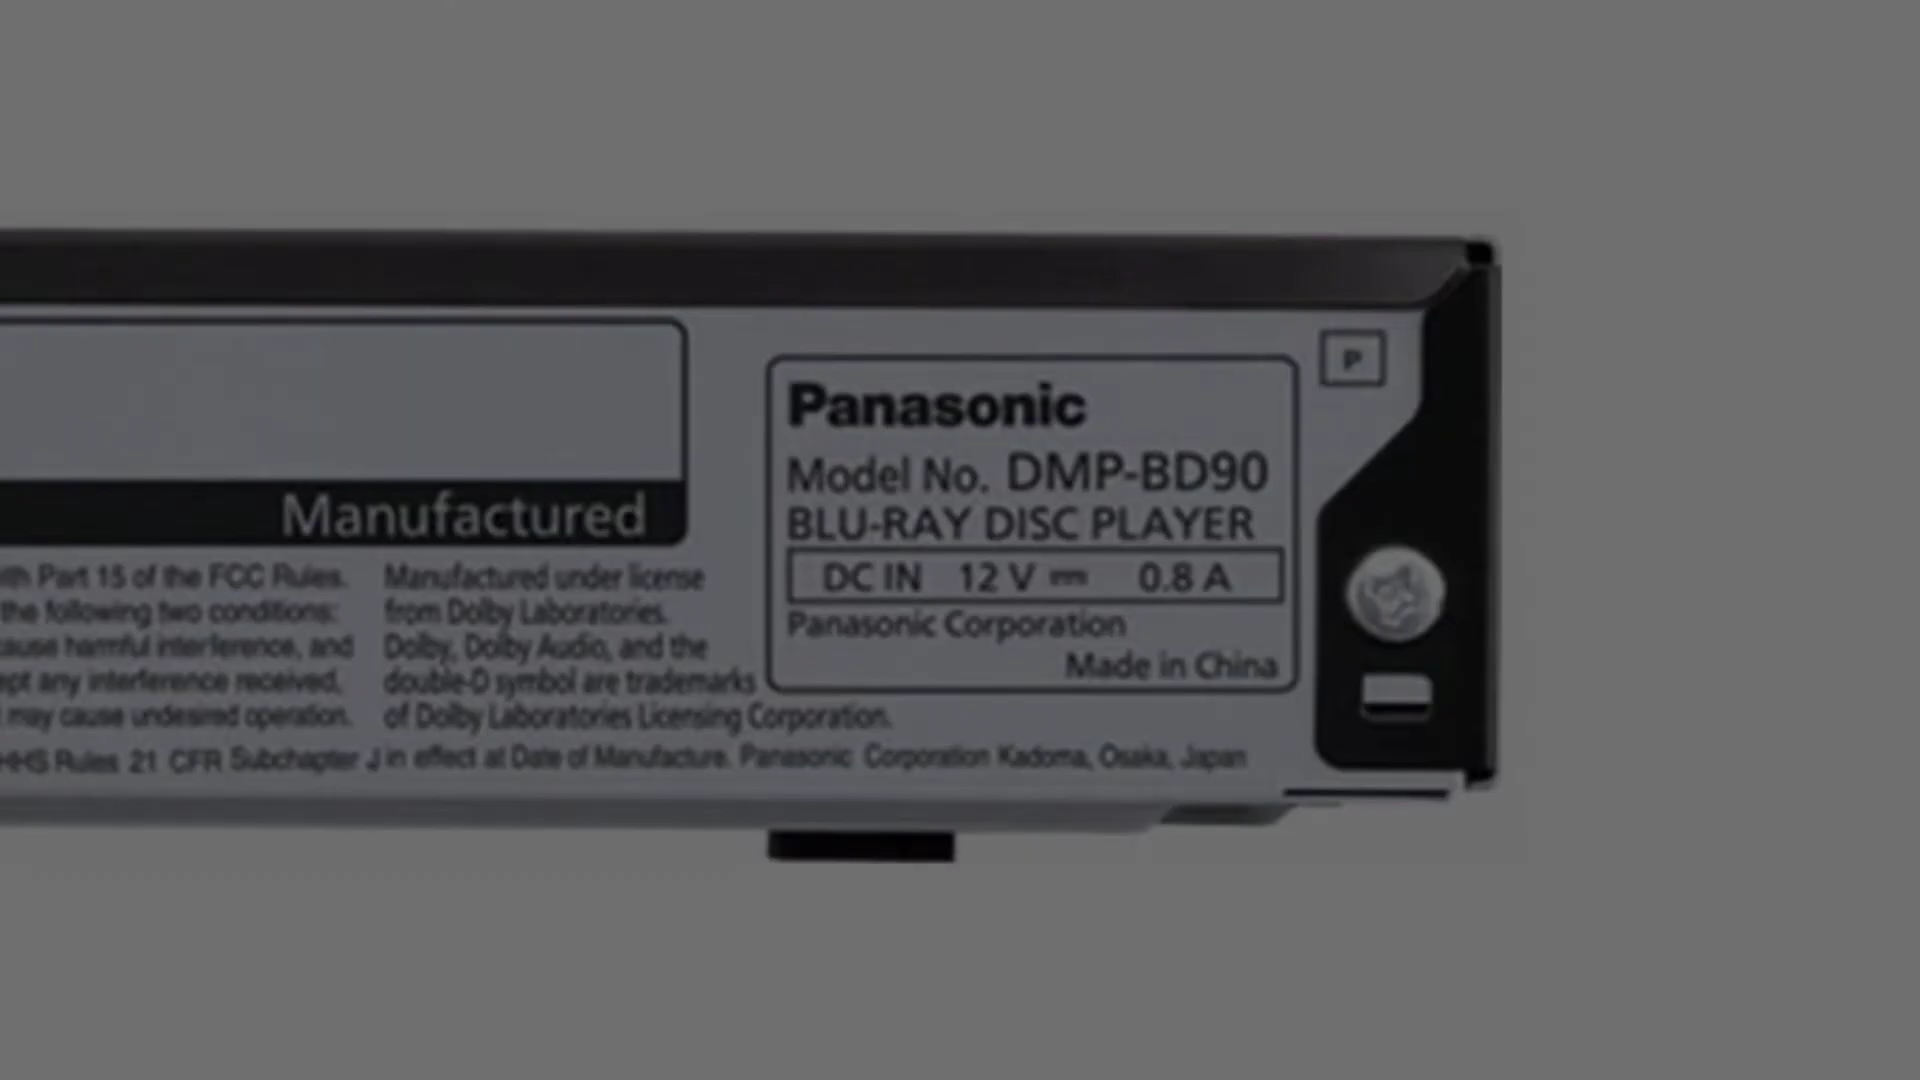 P
Panasonic
Model No. DMP-BD90
BLU-RAY DISC PLAYER
DC IN 12 V ⎓ 0.8 A
Panasonic Corporation
Made in China
Manufactured
ith Part 15 of the FCC Rules.
the following two conditions:
ause harmful interference, and
ept any interference received,
may cause undesired operation.
Manufactured under license
from Dolby Laboratories.
Dolby, Dolby Audio, and the
double-D symbol are trademarks
of Dolby Laboratories Licensing Corporation.
HHS Rules 21 CFR Subchapter J in effect at Date of Manufacture. Panasonic Corporation Kadoma, Osaka, Japan